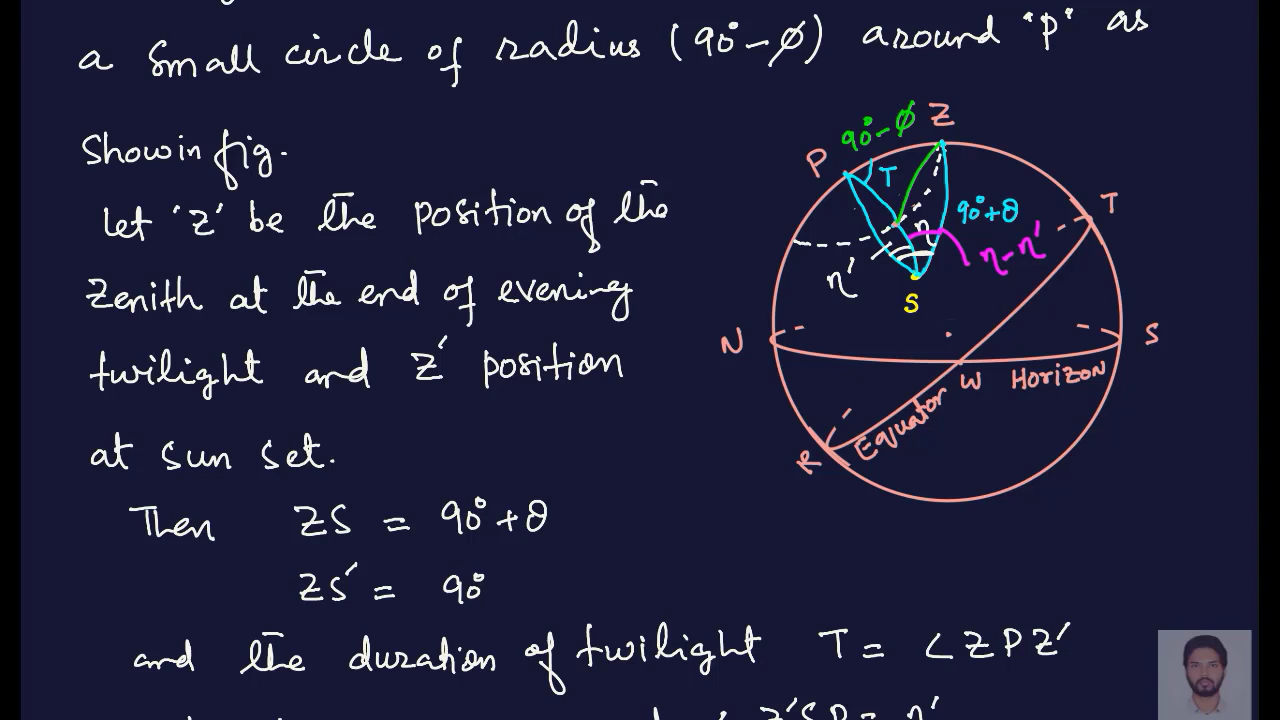 a small circle of radius (90°-φ) around 'P' as
Show in fig.
Let 'Z' be the position of the
Zenith at the end of evening
twilight and Z' position
at sun set.
Then ZS = 90°+θ
ZS' = 90°
and the duration of twilight T = ∠ZPZ'
∠ Z'SP = η'
90°-φ
Z
P
T
90°+θ
T
η
η-η'
η'
S
N
S
W Horizon
Equator
R